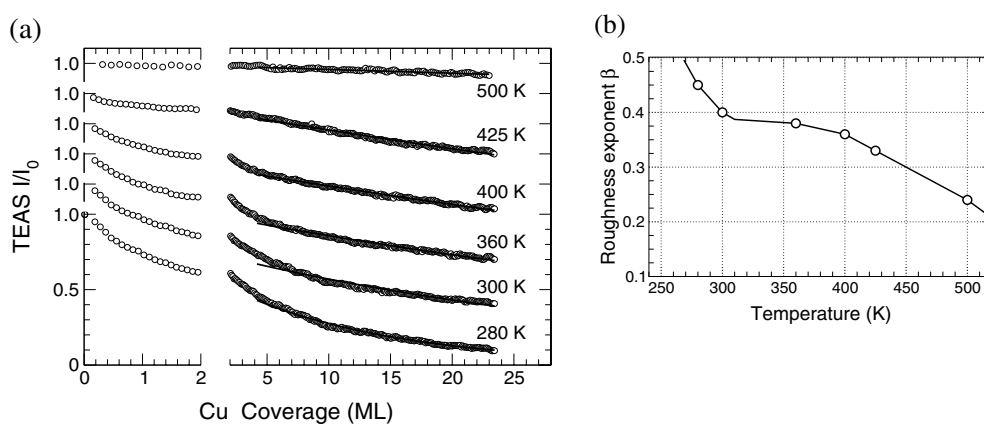 (a)
TEAS I/I0
1.0
1.0
1.0
1.0
1.0
1.0
0.5
0
500 K
425 K
400 K
360 K
300 K
280 K
0 1 2 5 10 15 20 25
Cu Coverage (ML)
(b)
Roughness exponent β
0.5
0.4
0.3
0.2
0.1
250 300 350 400 450 500
Temperature (K)